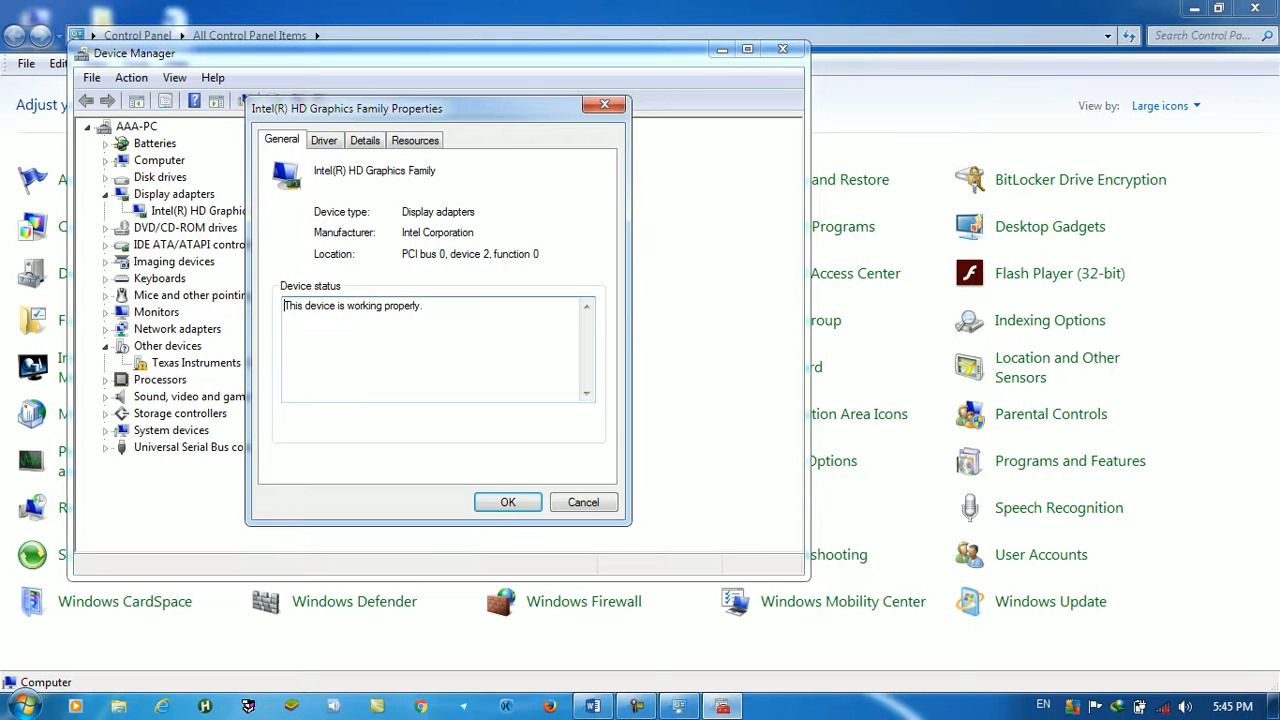 Control Panel
All Control Panel Items
Search Control Pa...
File
Device Manager
File
Action
View
Help
Adjust
View by:
Large icons
Intel(R) HD Graphics Family Properties
General
Driver
Details
Resources
Intel(R) HD Graphics Family
Device type:
Display adapters
Manufacturer:
Intel Corporation
Location:
PCI bus 0, device 2, function 0
Device status
This device is working properly.
OK
Cancel
AAA-PC
Batteries
Computer
Disk drives
Display adapters
Intel(R) HD Graphic
DVD/CD-ROM drives
IDE ATA/ATAPI contro
Imaging devices
Keyboards
Mice and other pointin
Monitors
Network adapters
Other devices
Texas Instruments
Processors
Sound, video and gam
Storage controllers
System devices
Universal Serial Bus co
and Restore
BitLocker Drive Encryption
Programs
Desktop Gadgets
Access Center
Flash Player (32-bit)
roup
Indexing Options
rd
Location and Other
Sensors
tion Area Icons
Parental Controls
Options
Programs and Features
Speech Recognition
shooting
User Accounts
Windows CardSpace
Windows Defender
Windows Firewall
Windows Mobility Center
Windows Update
Computer
EN
5:45 PM